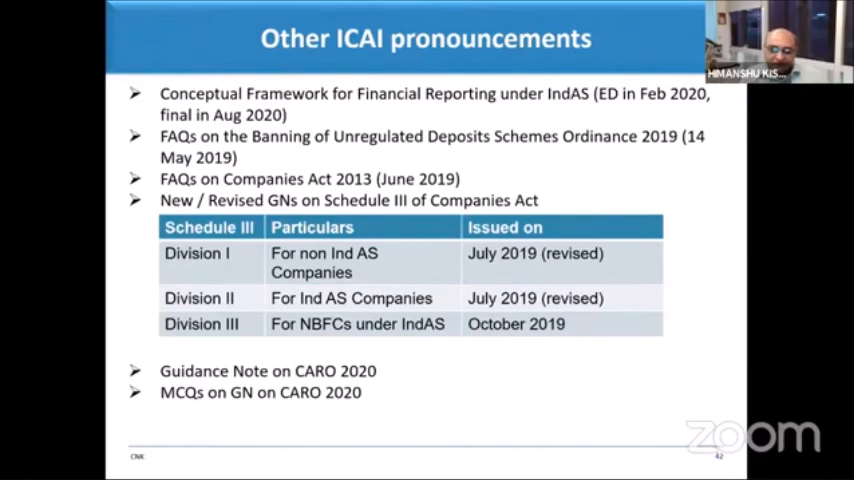 Other ICAI pronouncements
HIMANSHU KIS...
➢ Conceptual Framework for Financial Reporting under IndAS (ED in Feb 2020,
final in Aug 2020)
➢ FAQs on the Banning of Unregulated Deposits Schemes Ordinance 2019 (14
May 2019)
➢ FAQs on Companies Act 2013 (June 2019)
➢ New / Revised GNs on Schedule III of Companies Act
Schedule III Particulars Issued on
Division I For non Ind AS July 2019 (revised)
Companies
Division II For Ind AS Companies July 2019 (revised)
Division III For NBFCs under IndAS October 2019
➢ Guidance Note on CARO 2020
➢ MCQs on GN on CARO 2020
zoom
CNK 42